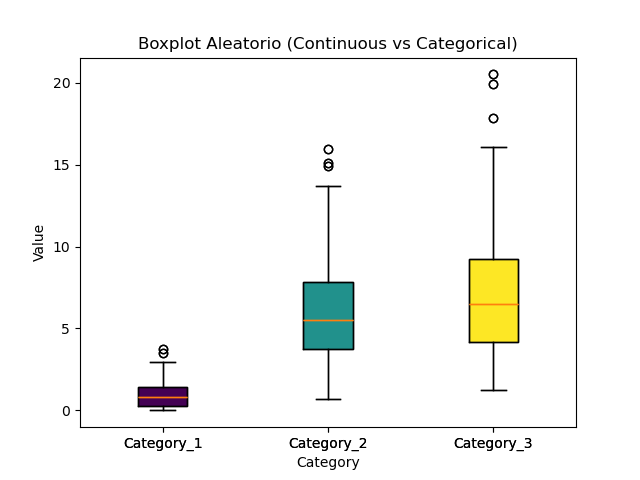 Boxplot Aleatorio (Continuous vs Categorical)
20
15
10
5
0
Value
Category_1 Category_2 Category_3
Category